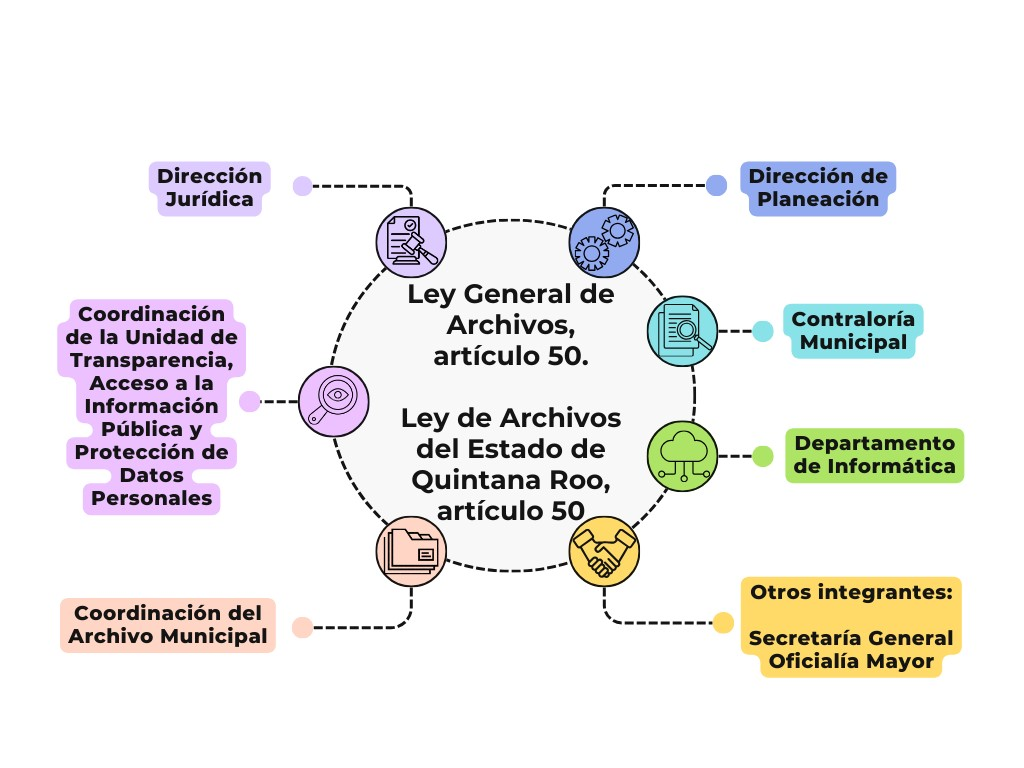 Dirección
Jurídica
Dirección de
Planeación
Ley General de
Archivos,
artículo 50.
Ley de Archivos
del Estado de
Quintana Roo,
artículo 50
Contraloría
Municipal
Coordinación
de la Unidad de
Transparencia,
Acceso a la
Información
Pública y
Protección de
Datos
Personales
Departamento
de Informática
Coordinación del
Archivo Municipal
Otros integrantes:
Secretaría General
Oficialía Mayor